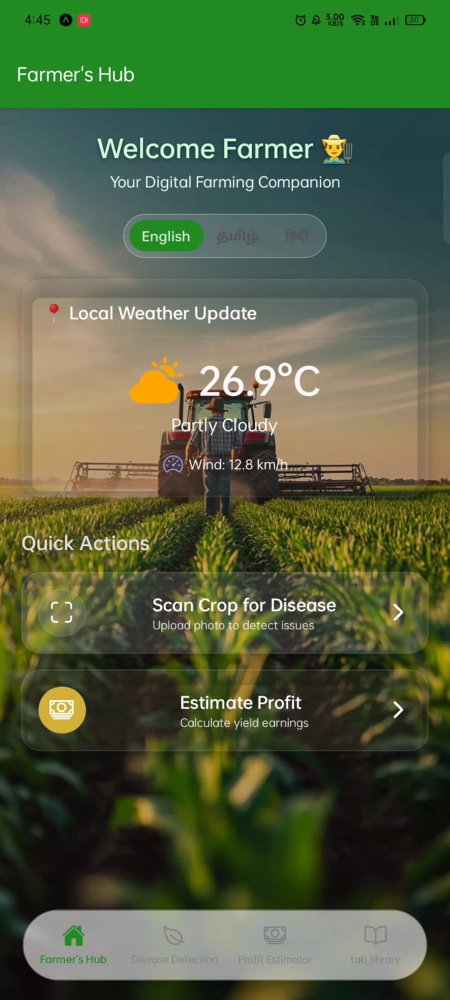 4:45
3.00
KB/S
Vo
LTE
30
Farmer's Hub
Welcome Farmer
Your Digital Farming Companion
English தமிழ் हिंदी
Local Weather Update
26.9°C
Partly Cloudy
Wind: 12.8 km/h
Quick Actions
Scan Crop for Disease
Upload photo to detect issues
Estimate Profit
Calculate yield earnings
Farmer's Hub Disease Detection Profit Estimator tab_library